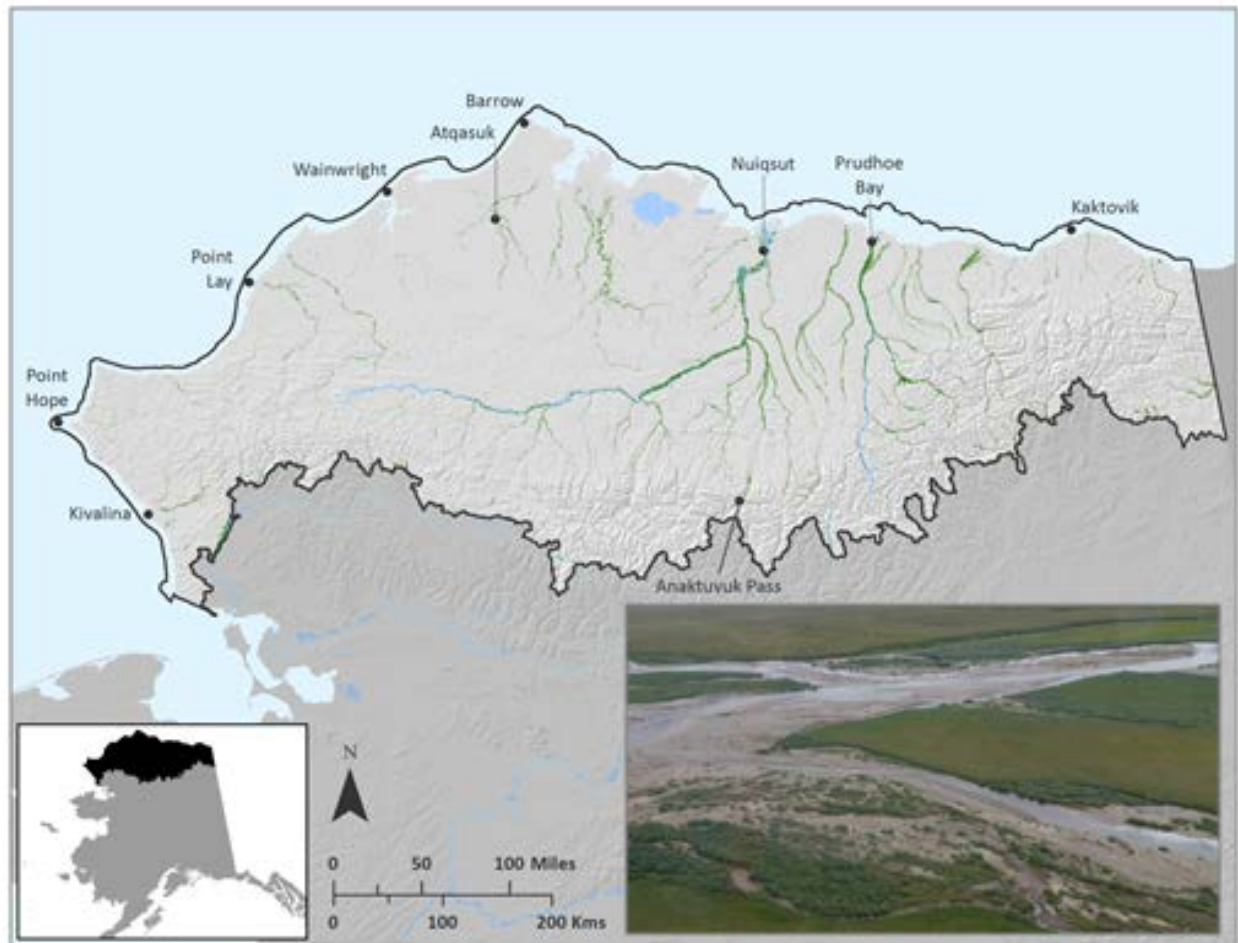 Barrow
Atqasuk
Wainwright
Nuiqsut
Prudhoe
Bay
Kaktovik
Point
Lay
Point
Hope
Kivalina
Anaktuvuk Pass
N
0 50 100 Miles
0 100 200 Kms